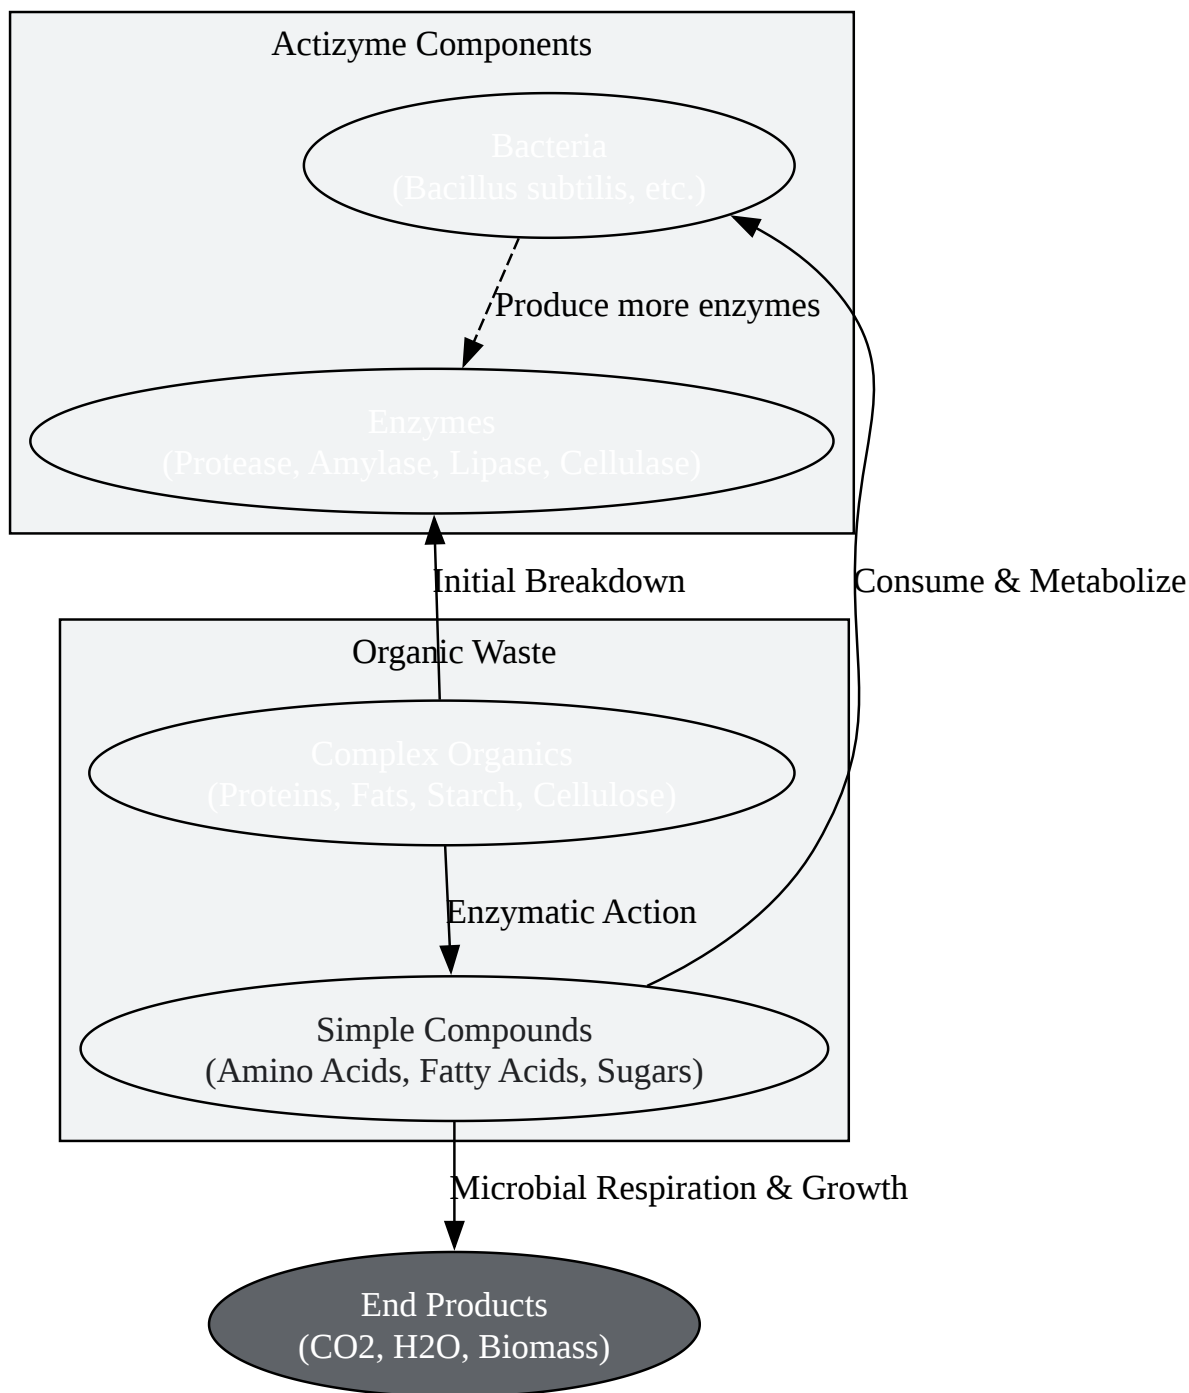 Actizyme Components
Bacteria
(Bacillus subtilis, etc.)
Produce more enzymes
Enzymes
(Protease, Amylase, Lipase, Cellulase)
Initial Breakdown
Consume & Metabolize
Organic Waste
Complex Organics
(Proteins, Fats, Starch, Cellulose)
Enzymatic Action
Simple Compounds
(Amino Acids, Fatty Acids, Sugars)
Microbial Respiration & Growth
End Products
(CO2, H2O, Biomass)